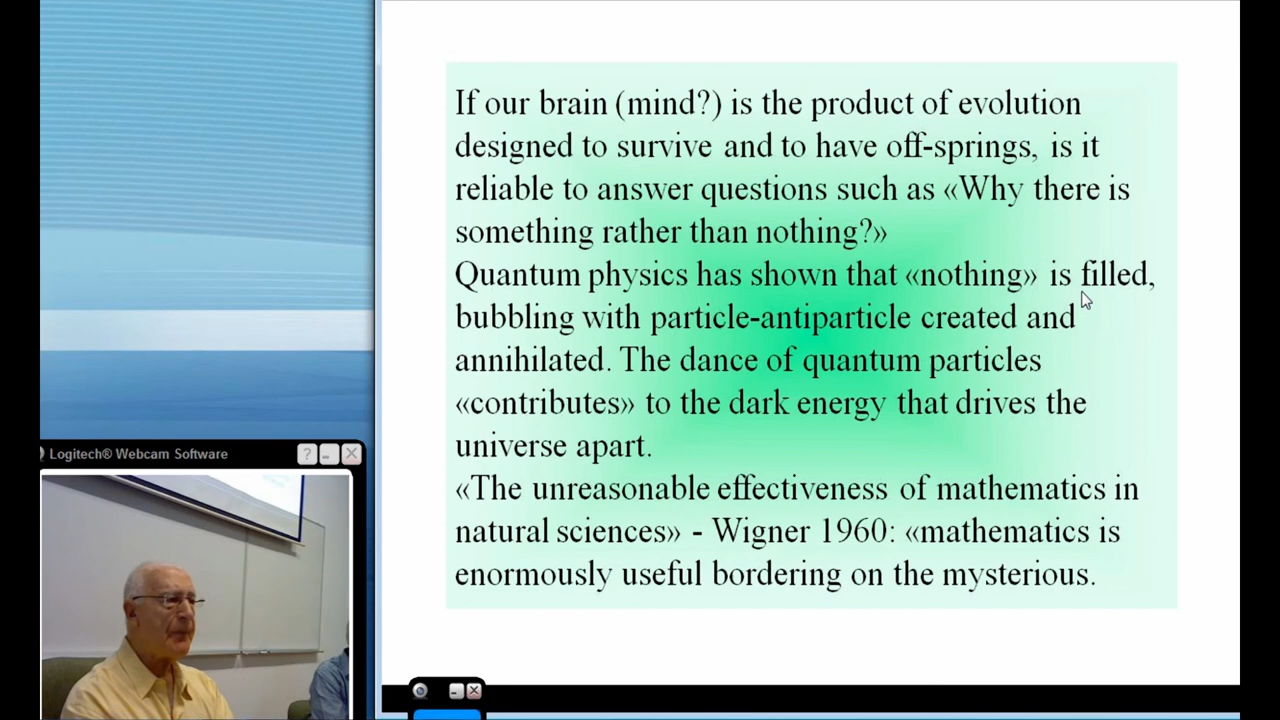 If our brain (mind?) is the product of evolution
designed to survive and to have off-springs, is it
reliable to answer questions such as «Why there is
something rather than nothing?»
Quantum physics has shown that «nothing» is filled,
bubbling with particle-antiparticle created and
annihilated. The dance of quantum particles
«contributes» to the dark energy that drives the
universe apart.
«The unreasonable effectiveness of mathematics in
natural sciences» - Wigner 1960: «mathematics is
enormously useful bordering on the mysterious.
Logitech® Webcam Software